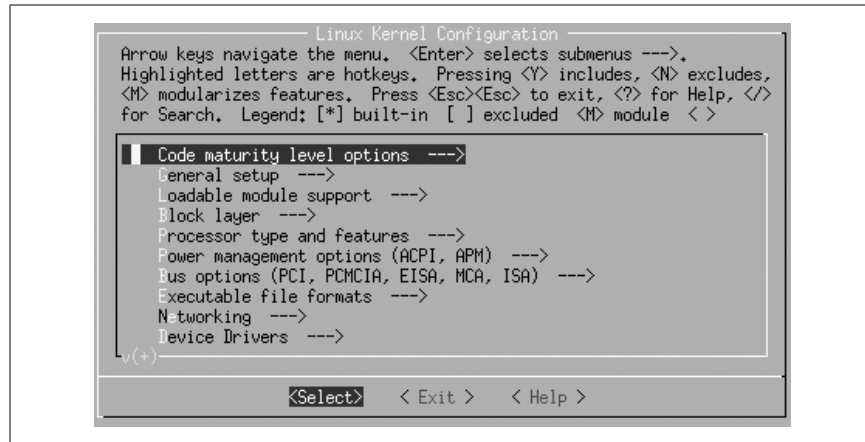 Linux Kernel Configuration
Arrow keys navigate the menu. <Enter> selects submenus --->.
Highlighted letters are hotkeys. Pressing <Y> includes, <N> excludes,
<M> modularizes features. Press <Esc><Esc> to exit, <?> for Help, </>
for Search. Legend: [*] built-in [ ] excluded <M> module < >
Code maturity level options --->
General setup --->
Loadable module support --->
Block layer --->
Processor type and features --->
Power management options (ACPI, APM) --->
Bus options (PCI, PCMCIA, EISA, MCA, ISA) --->
Executable file formats --->
Networking --->
Device Drivers --->
v(+)
<Select> < Exit > < Help >